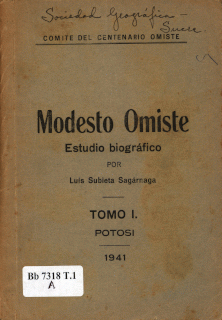 Sociedad Geográfica -
Sucre
COMITE DEL CENTENARIO OMISTE
Modesto Omiste
Estudio biográfico
POR
Luis Subieta Sagárnaga
TOMO I.
POTOSI
1941
Bb 7318 T.1
A